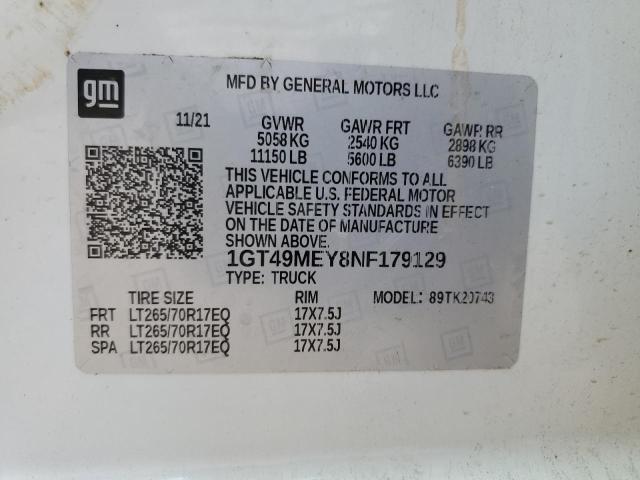 gm
MFD BY GENERAL MOTORS LLC
11/21 GVWR GAWR FRT GAWR RR
5058 KG 2540 KG 2898 KG
11150 LB 5600 LB 6390 LB
THIS VEHICLE CONFORMS TO ALL
APPLICABLE U.S. FEDERAL MOTOR
VEHICLE SAFETY STANDARDS IN EFFECT
ON THE DATE OF MANUFACTURE
SHOWN ABOVE.
1GT49MEY8NF179129
TYPE: TRUCK
TIRE SIZE RIM MODEL: 89TK20743
FRT LT265/70R17EQ 17X7.5J
RR LT265/70R17EQ 17X7.5J
SPA LT265/70R17EQ 17X7.5J